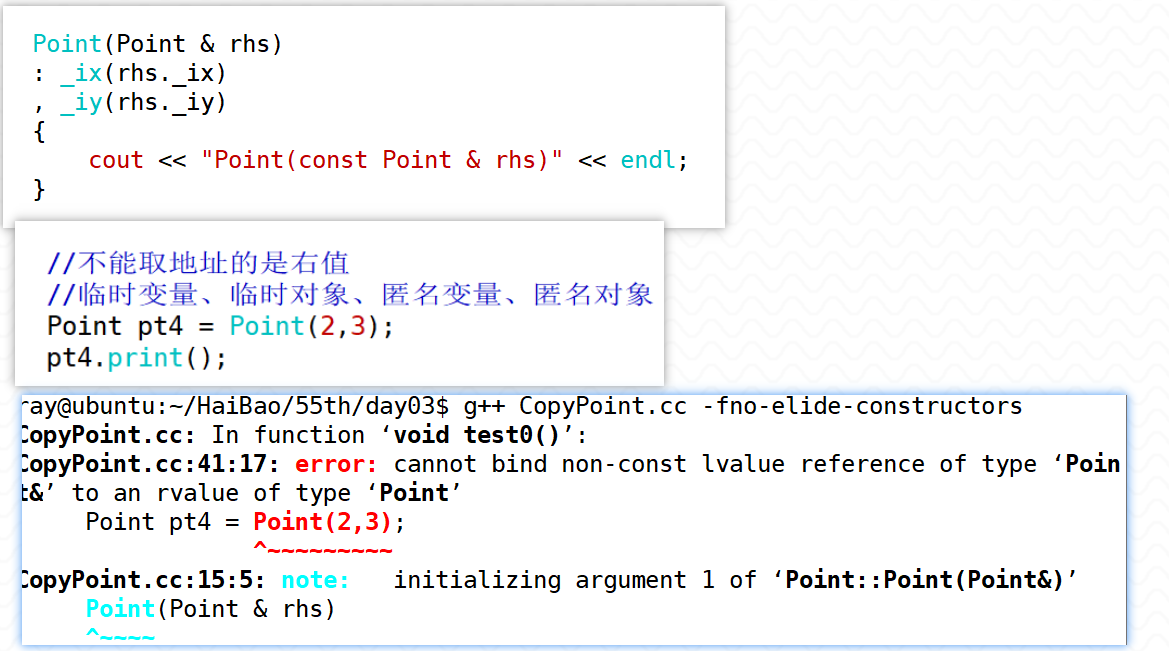 Point(Point & rhs)
: _ix(rhs._ix)
, _iy(rhs._iy)
{
    cout << "Point(const Point & rhs)" << endl;
}
//不能取地址的是右值
//临时变量、临时对象、匿名变量、匿名对象
Point pt4 = Point(2,3);
pt4.print();
ray@ubuntu:~/HaiBao/55th/day03$ g++ CopyPoint.cc -fno-elide-constructors
CopyPoint.cc: In function ‘void test0()’:
CopyPoint.cc:41:17: error: cannot bind non-const lvalue reference of type ‘Poin
t&’ to an rvalue of type ‘Point’
    Point pt4 = Point(2,3);
                ^~~~~~~~~~
CopyPoint.cc:15:5: note:   initializing argument 1 of ‘Point::Point(Point&)’
    Point(Point & rhs)
    ^~~~~